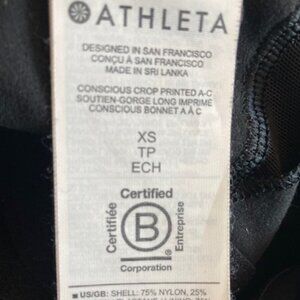 ATHLETA
DESIGNED IN SAN FRANCISCO
CONÇU À SAN FRANCISCO
MADE IN SRI LANKA
CONSCIOUS CROP PRINTED A-C
SOUTIEN-GORGE LONG IMPRIMÉ
CONSCIOUS BONNET A À C
XS
TP
ECH
Certified
Certifiée
B
Entreprise
Corporation
US/GB: SHELL: 75% NYLON, 25%